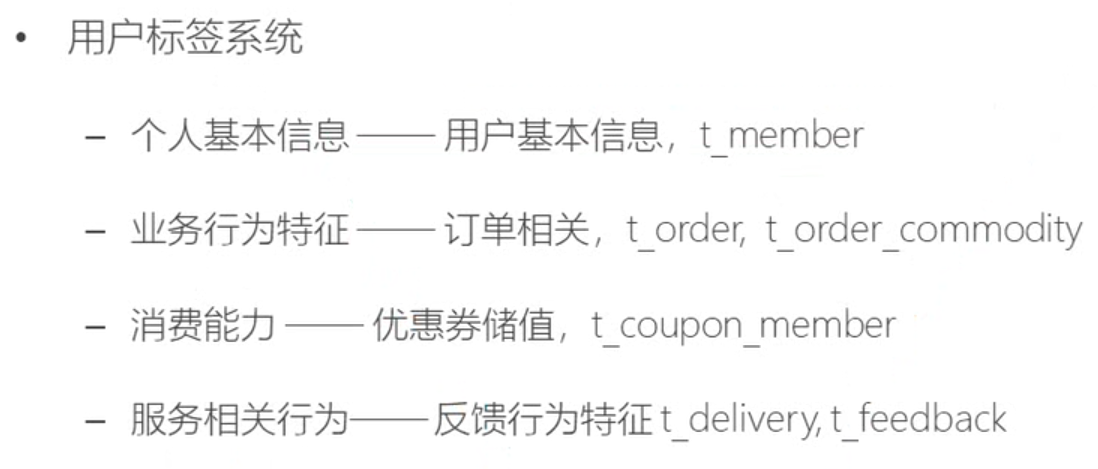 • 用户标签系统
– 个人基本信息 —— 用户基本信息，t_member
– 业务行为特征 —— 订单相关，t_order, t_order_commodity
– 消费能力 —— 优惠券储值，t_coupon_member
– 服务相关行为——反馈行为特征 t_delivery, t_feedback